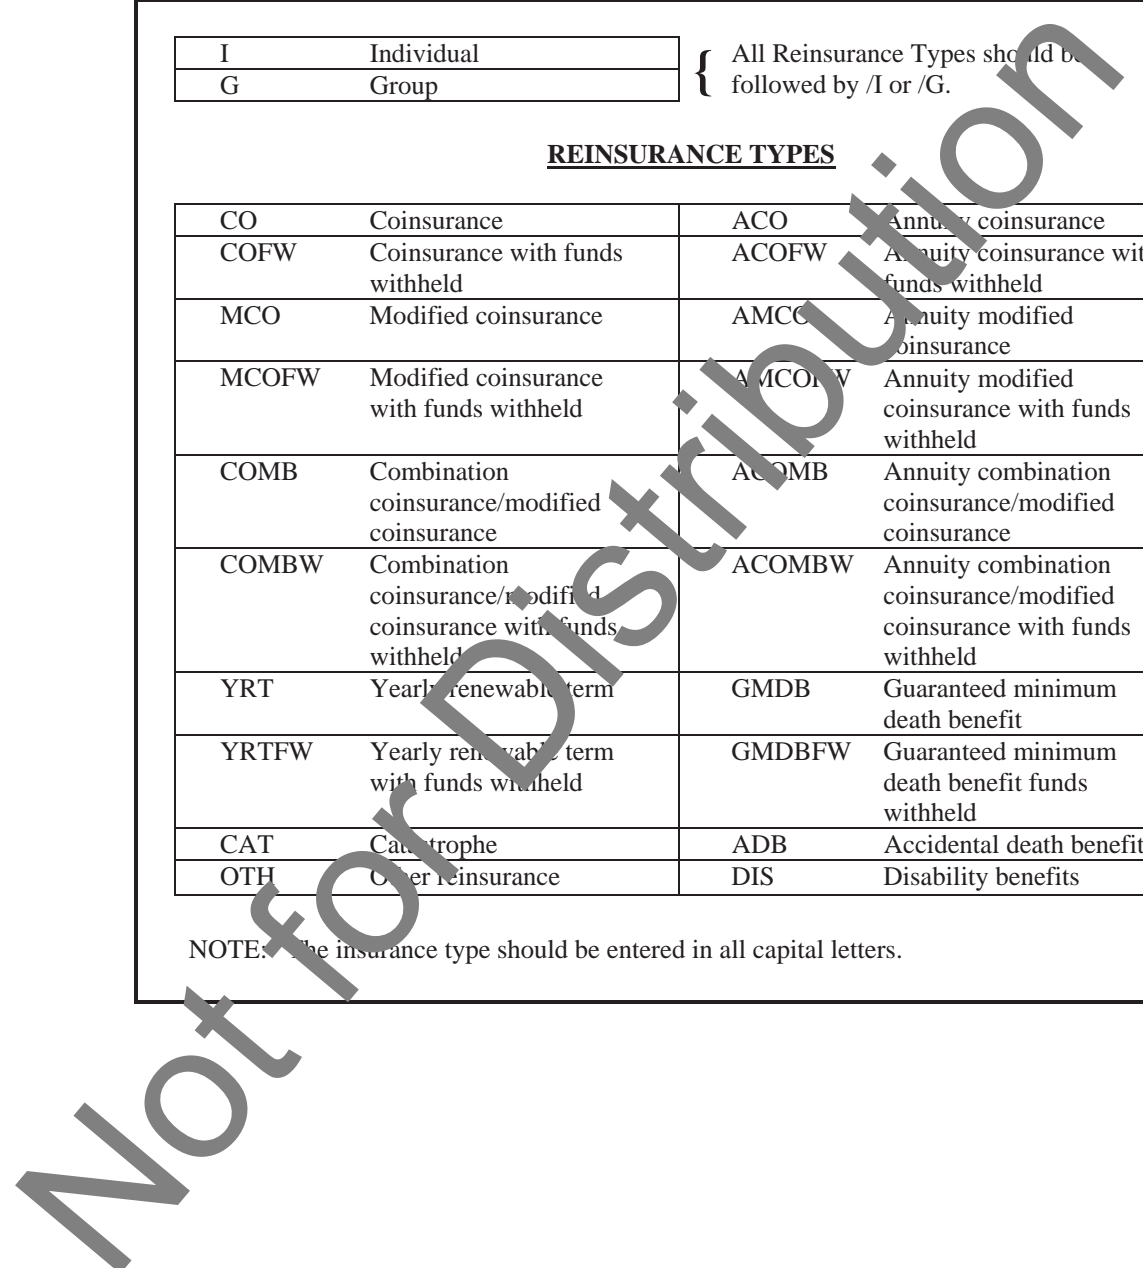 I Individual
G Group
{ All Reinsurance Types should be
followed by /I or /G.
REINSURANCE TYPES
CO Coinsurance ACO Annuity coinsurance
COFW Coinsurance with funds ACOFW Annuity coinsurance wit
withheld funds withheld
MCO Modified coinsurance AMCO Annuity modified
coinsurance
MCOFW Modified coinsurance AMCOFW Annuity modified
with funds withheld coinsurance with funds
withheld
COMB Combination ACOMB Annuity combination
coinsurance/modified coinsurance/modified
coinsurance coinsurance
COMBW Combination ACOMBW Annuity combination
coinsurance/modified coinsurance/modified
coinsurance with funds coinsurance with funds
withheld withheld
YRT Yearly renewable term GMDB Guaranteed minimum
death benefit
YRTFW Yearly renewable term GMDBFW Guaranteed minimum
with funds withheld death benefit funds
withheld
CAT Catastrophe ADB Accidental death benefit
OTH Other reinsurance DIS Disability benefits
NOTE: The insurance type should be entered in all capital letters.
Not for Distribution